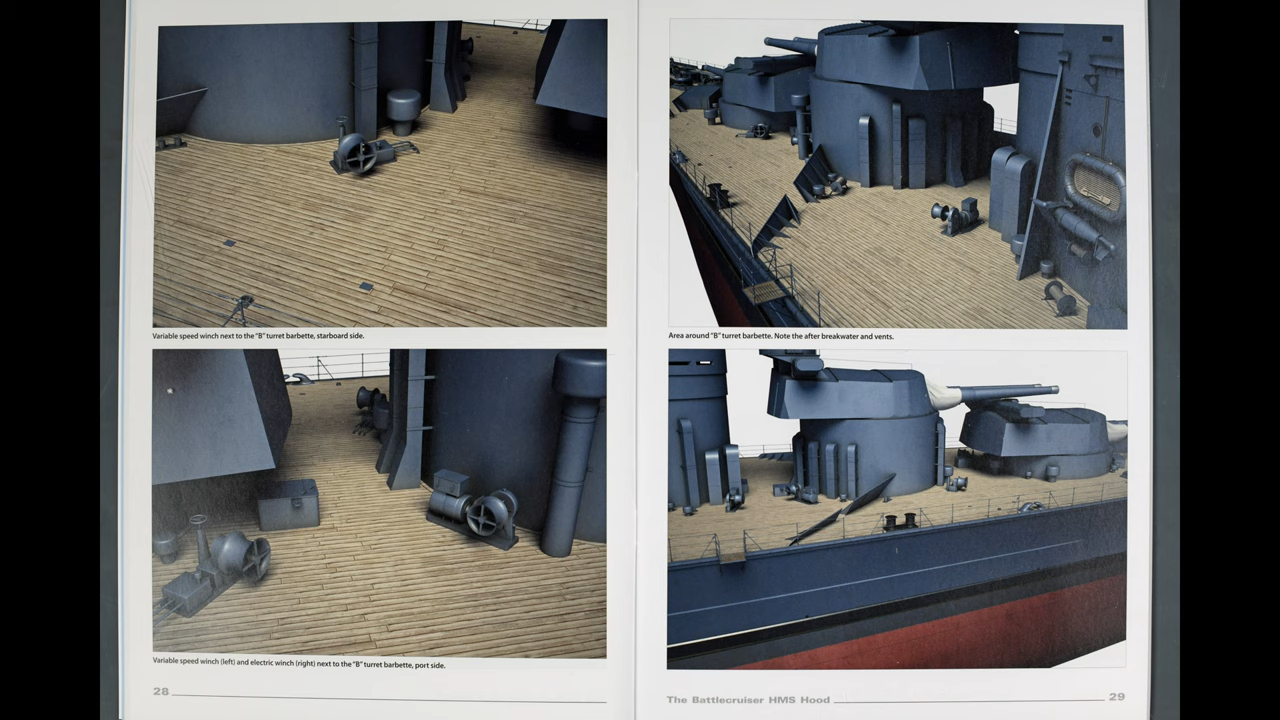 Variable speed winch next to the "B" turret barbette, starboard side.
Variable speed winch (left) and electric winch (right) next to the "B" turret barbette, port side.
28
Area around "B" turret barbette. Note the after breakwater and vents.
The Battlecruiser HMS Hood
29